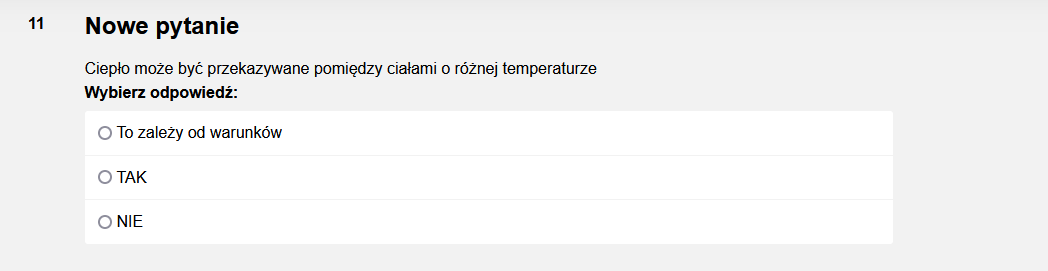 11
Nowe pytanie
Ciepło może być przekazywane pomiędzy ciałami o różnej temperaturze
Wybierz odpowiedź:
To zależy od warunków
TAK
NIE